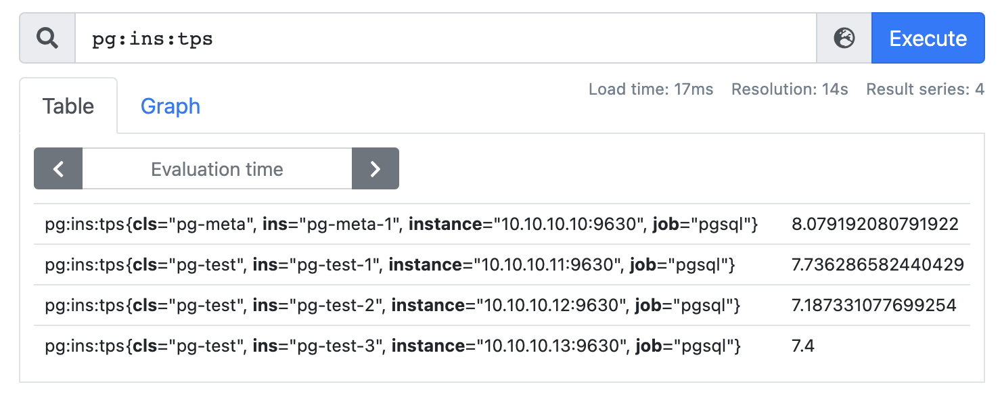 pg:ins:tps
Execute
Load time: 17ms Resolution: 14s Result series: 4
Table Graph
Evaluation time
pg:ins:tps{cls="pg-meta", ins="pg-meta-1", instance="10.10.10.10:9630", job="pgsql"} 8.079192080791922
pg:ins:tps{cls="pg-test", ins="pg-test-1", instance="10.10.10.11:9630", job="pgsql"} 7.736286582440429
pg:ins:tps{cls="pg-test", ins="pg-test-2", instance="10.10.10.12:9630", job="pgsql"} 7.187331077699254
pg:ins:tps{cls="pg-test", ins="pg-test-3", instance="10.10.10.13:9630", job="pgsql"} 7.4